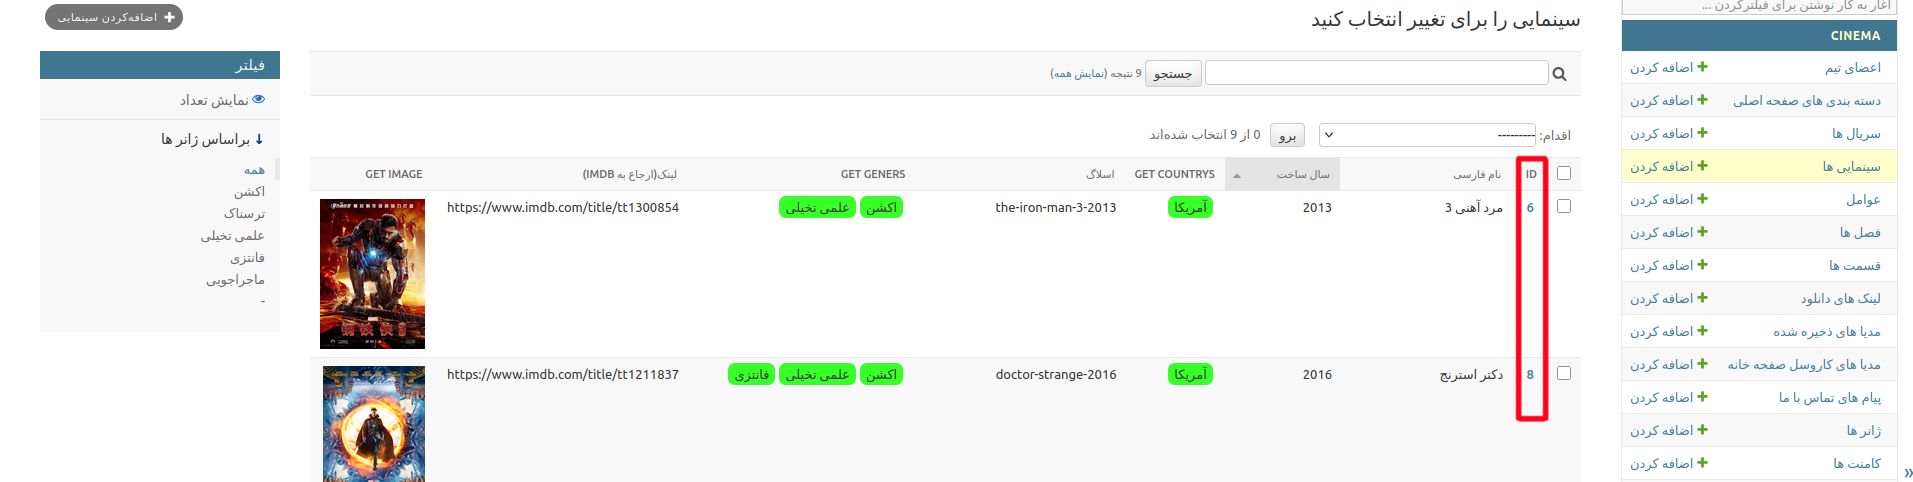 آغاز به کار نوشتن برای فیلترکردن ...
CINEMA
اعضای تیم + اضافه کردن
دسته بندی های صفحه اصلی + اضافه کردن
سریال ها + اضافه کردن
سینمایی ها + اضافه کردن
عوامل + اضافه کردن
فصل ها + اضافه کردن
قسمت ها + اضافه کردن
لینک های دانلود + اضافه کردن
مدیا های ذخیره شده + اضافه کردن
مدیا های کاروسل صفحه خانه + اضافه کردن
پیام های تماس با ما + اضافه کردن
ژانر ها + اضافه کردن
کامنت ها + اضافه کردن
»
سینمایی را برای تغییر انتخاب کنید
جستجو 9 نتیجه (نمایش همه)
اقدام: --------- برو 0 از 9 انتخاب شده‌اند
ID نام فارسی سال ساخت GET COUNTRYS اسلاگ GET GENERS لینک(ارجاع به IMDB) GET IMAGE
6 مرد آهنی 3 2013 آمریکا the-iron-man-3-2013 اکشن علمی تخیلی https://www.imdb.com/title/tt1300854
8 دکتر استرنج 2016 آمریکا doctor-strange-2016 اکشن علمی تخیلی فانتزی https://www.imdb.com/title/tt1211837
اضافه‌کردن سینمایی +
فیلتر
نمایش تعداد
↓ براساس ژانر ها
همه
اکشن
ترسناک
علمی تخیلی
فانتزی
ماجراجویی
-